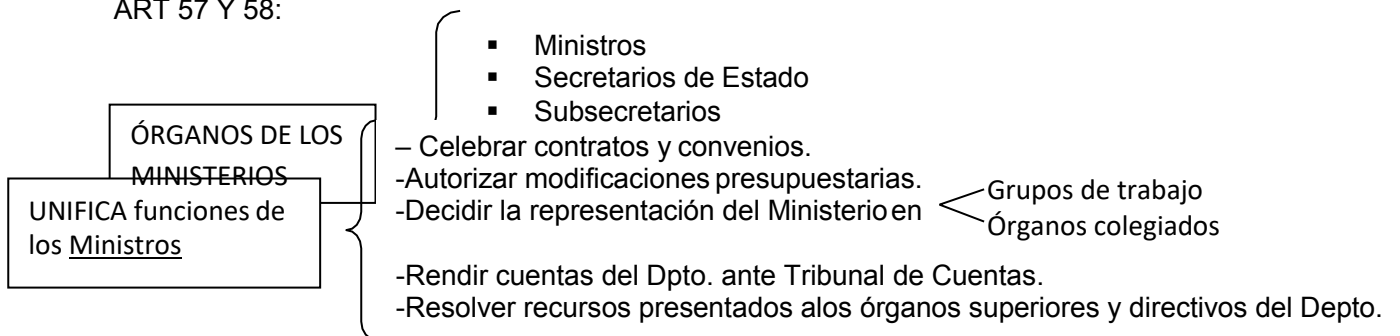 ART 57 Y 58:
▪ Ministros
▪ Secretarios de Estado
▪ Subsecretarios
ÓRGANOS DE LOS
MINISTERIOS
UNIFICA funciones de
los Ministros
– Celebrar contratos y convenios.
-Autorizar modificaciones presupuestarias.
-Decidir la representación del Ministerio en
Grupos de trabajo
Órganos colegiados
-Rendir cuentas del Dpto. ante Tribunal de Cuentas.
-Resolver recursos presentados alos órganos superiores y directivos del Depto.